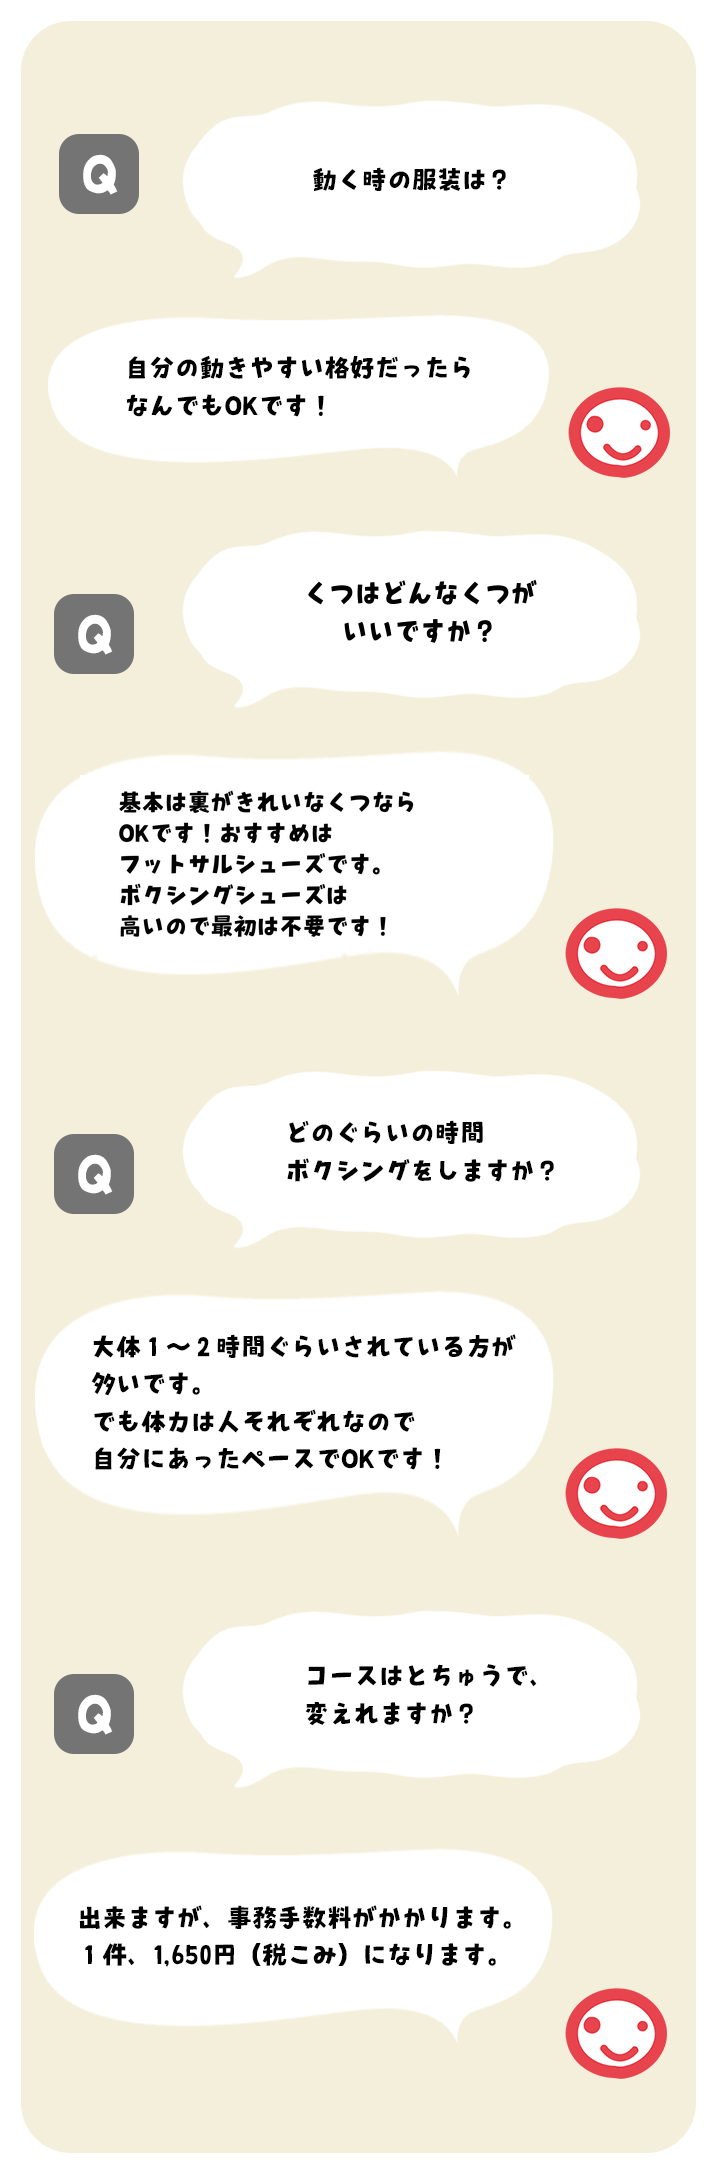 Q
動く時の服装は？
自分の動きやすい格好だったら
なんでもOKです！
Q
くつはどんなくつが
いいですか？
基本は裏がきれいなくつなら
OKです！おすすめは
フットサルシューズです。
ボクシングシューズは
高いので最初は不要です！
Q
どのぐらいの時間
ボクシングをしますか？
大体１〜２時間ぐらいされている方が
多いです。
でも体力は人それぞれなので
自分にあったペースでOKです！
Q
コースはとちゅうで、
変えれますか？
出来ますが、事務手数料がかかります。
１件、1,650円（税こみ）になります。